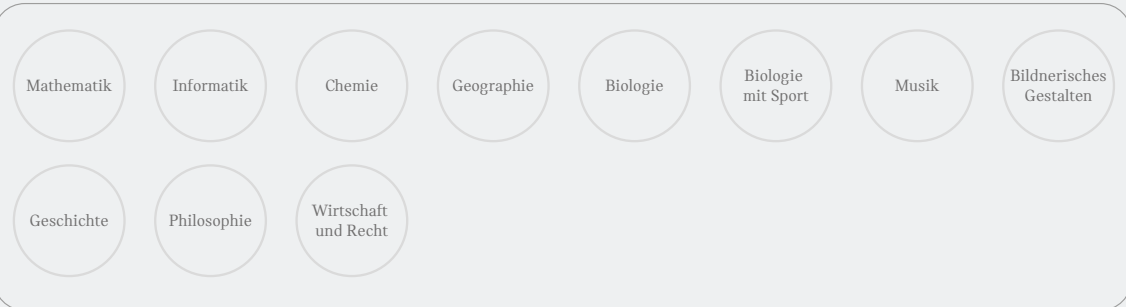 Mathematik
Informatik
Chemie
Geographie
Biologie
Biologie
mit Sport
Musik
Bildnerisches
Gestalten
Geschichte
Philosophie
Wirtschaft
und Recht